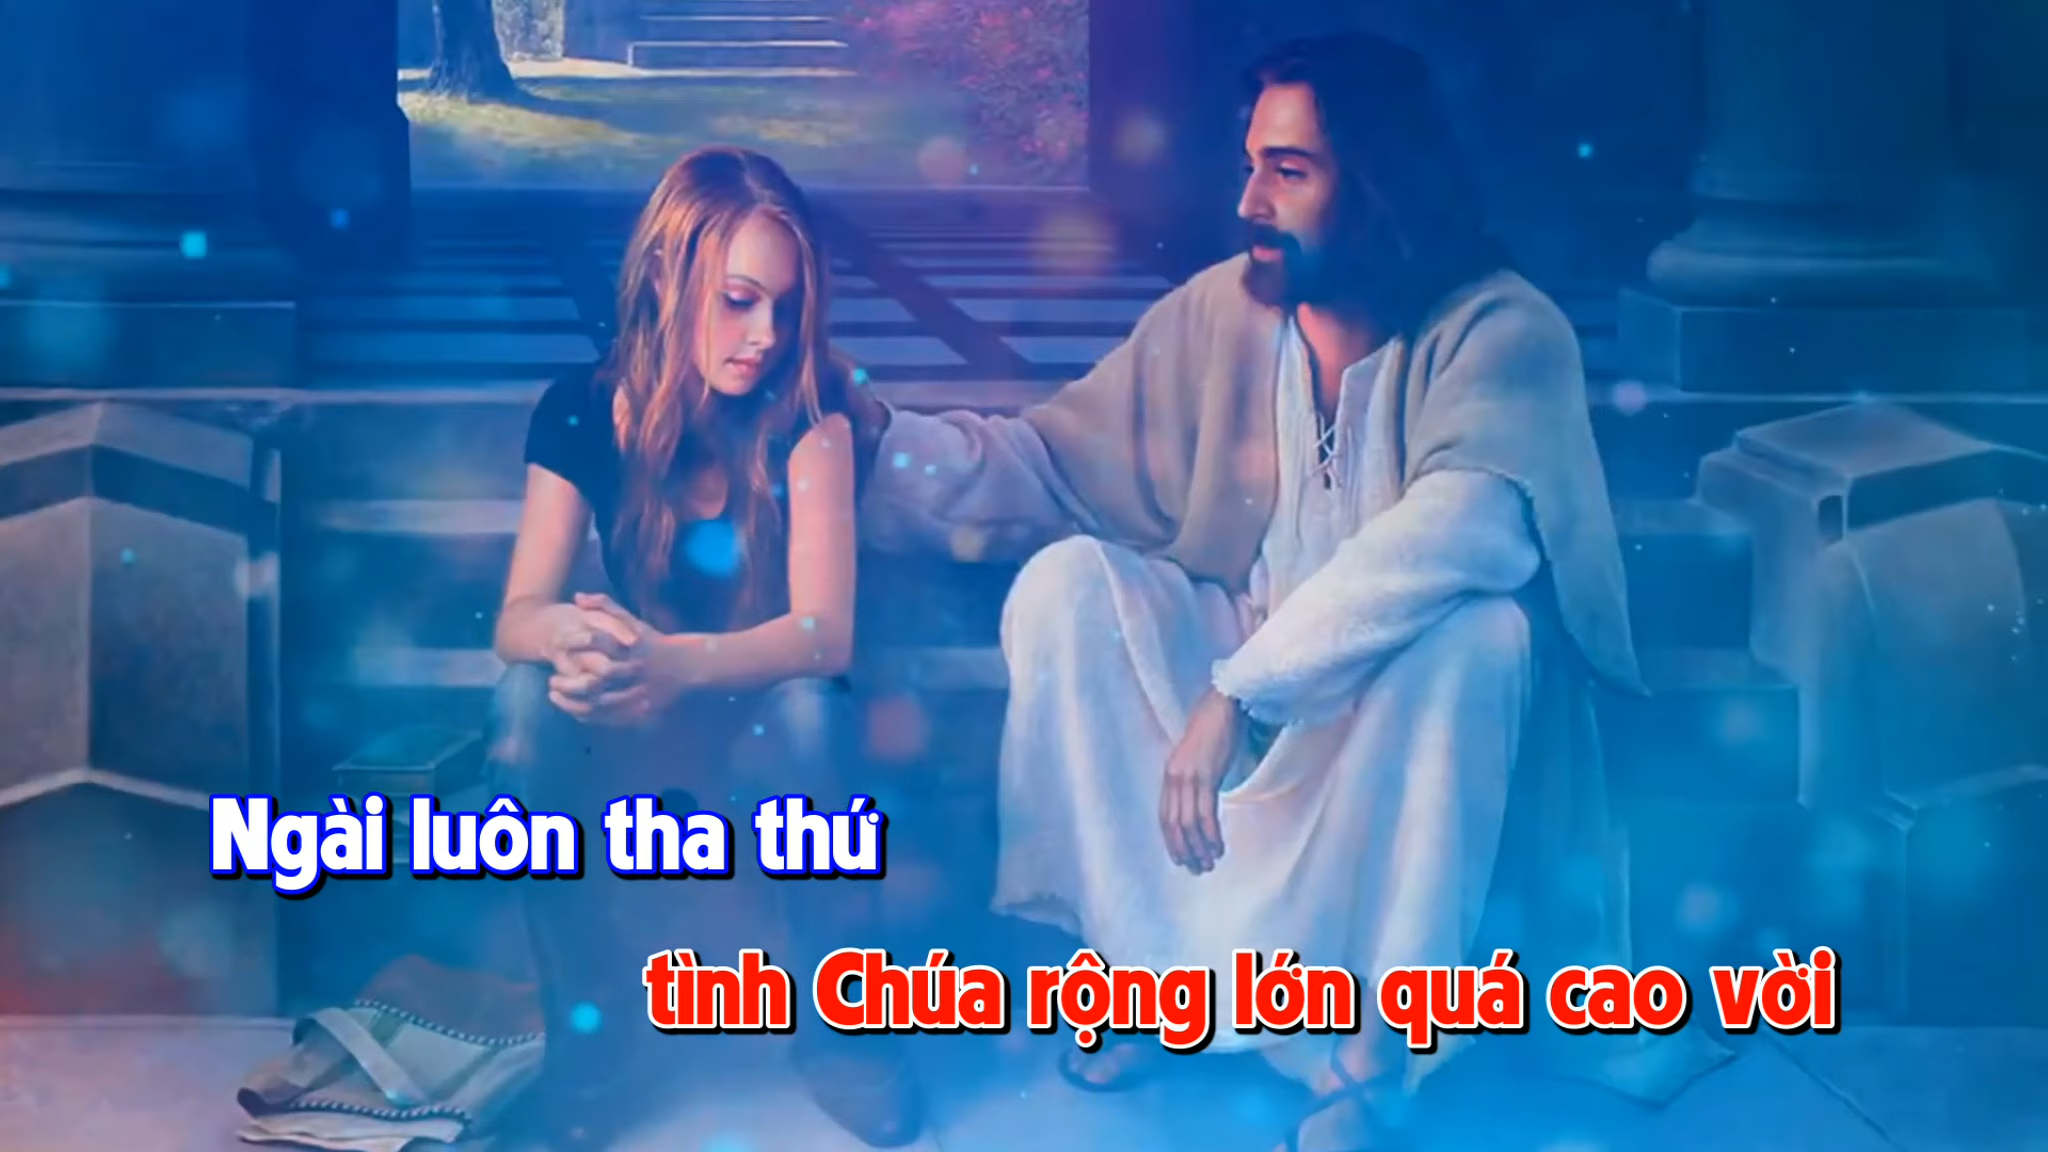 Ngài luôn tha thứ
tình Chúa rộng lớn quá cao vời